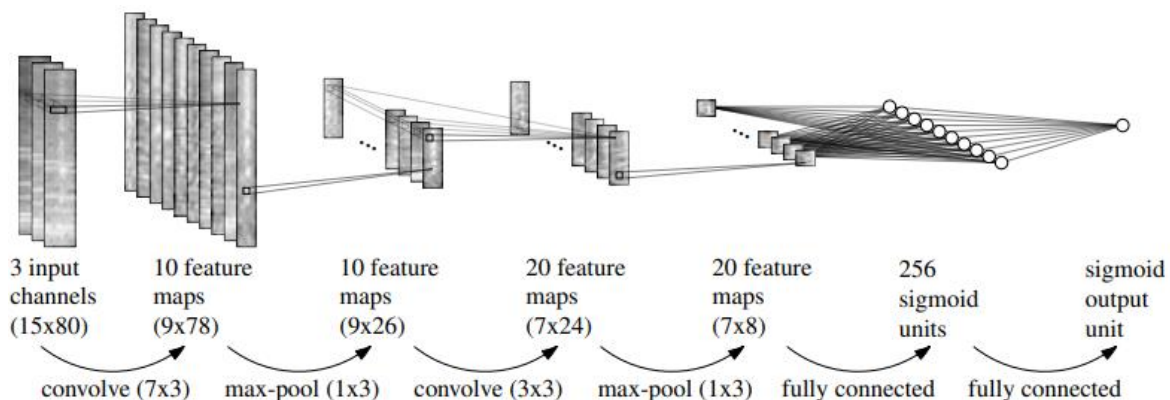 3 input
channels
(15x80)
10 feature
maps
(9x78)
10 feature
maps
(9x26)
20 feature
maps
(7x24)
20 feature
maps
(7x8)
256
sigmoid
units
sigmoid
output
unit
convolve (7x3)
max-pool (1x3)
convolve (3x3)
max-pool (1x3)
fully connected
fully connected